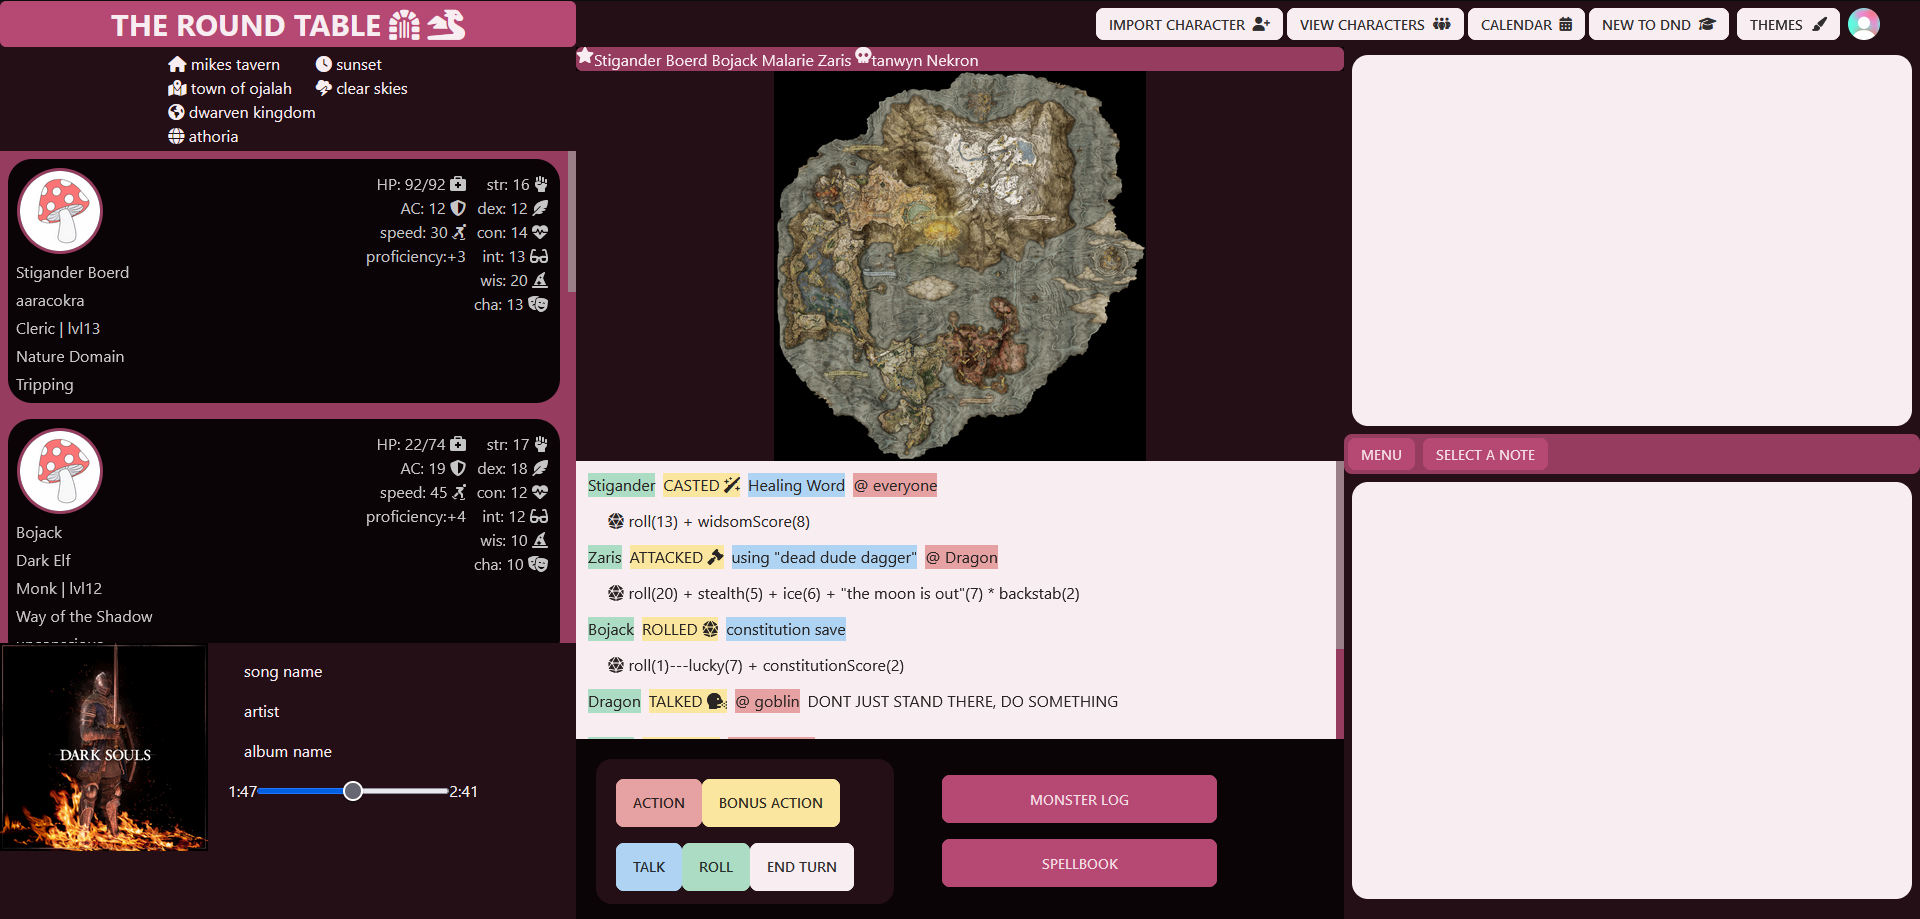 THE ROUND TABLE
IMPORT CHARACTER
VIEW CHARACTERS
CALENDAR
NEW TO DND
THEMES
mikes tavern
sunset
town of ojalah
clear skies
dwarven kingdom
athoria
Stigander Boerd Bojack Malarie Zaris tanwyn Nekron
HP: 92/92 str: 16
AC: 12 dex: 12
speed: 30 con: 14
proficiency:+3 int: 13
wis: 20
cha: 13
Stigander Boerd
aaracokra
Cleric | lvl13
Nature Domain
Tripping
HP: 22/74 str: 17
AC: 19 dex: 18
speed: 45 con: 12
proficiency:+4 int: 12
wis: 10
cha: 10
Bojack
Dark Elf
Monk | lvl12
Way of the Shadow
DARK SOULS
song name
artist
album name
1:47 2:41
Stigander CASTED Healing Word @ everyone
roll(13) + widsomScore(8)
Zaris ATTACKED using "dead dude dagger" @ Dragon
roll(20) + stealth(5) + ice(6) + "the moon is out"(7) * backstab(2)
Bojack ROLLED constitution save
roll(1)---lucky(7) + constitutionScore(2)
Dragon TALKED @ goblin DONT JUST STAND THERE, DO SOMETHING
ACTION BONUS ACTION
TALK ROLL END TURN
MONSTER LOG
SPELLBOOK
MENU SELECT A NOTE